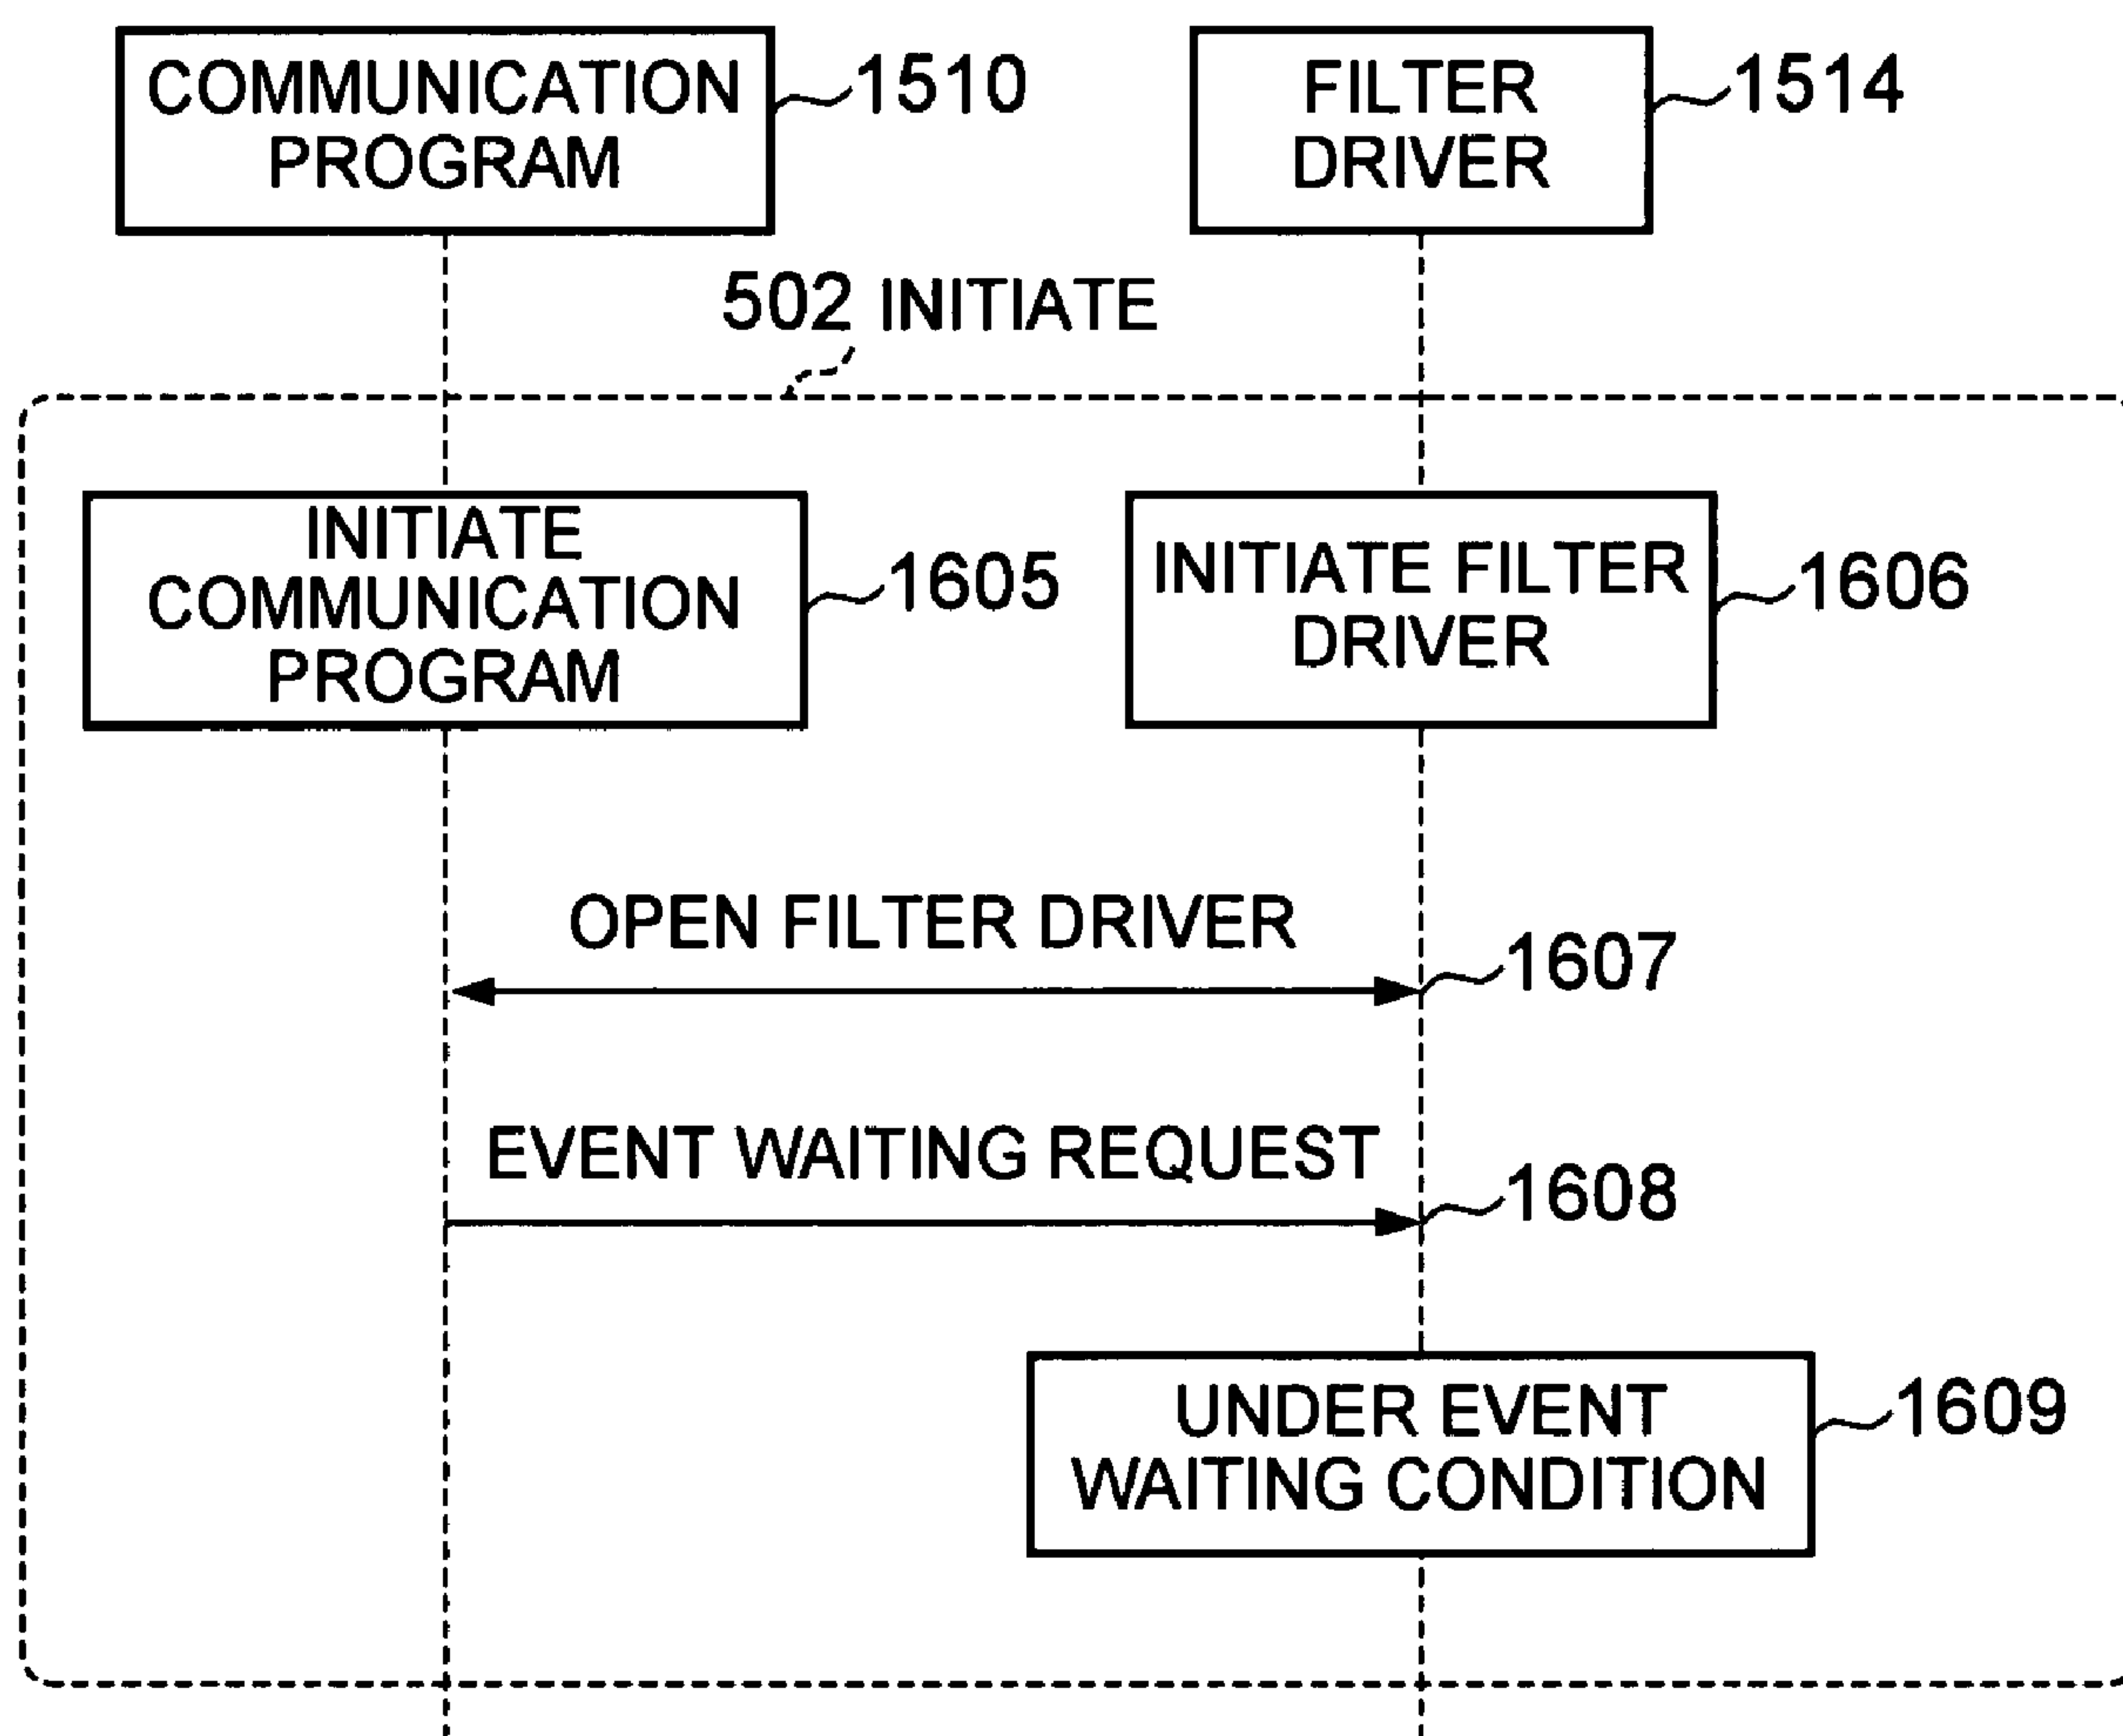 COMMUNICATION
PROGRAM
1510
FILTER
DRIVER
1514
502 INITIATE
INITIATE
COMMUNICATION
PROGRAM
1605
INITIATE FILTER
DRIVER
1606
OPEN FILTER DRIVER
1607
EVENT WAITING REQUEST
1608
UNDER EVENT
WAITING CONDITION
1609